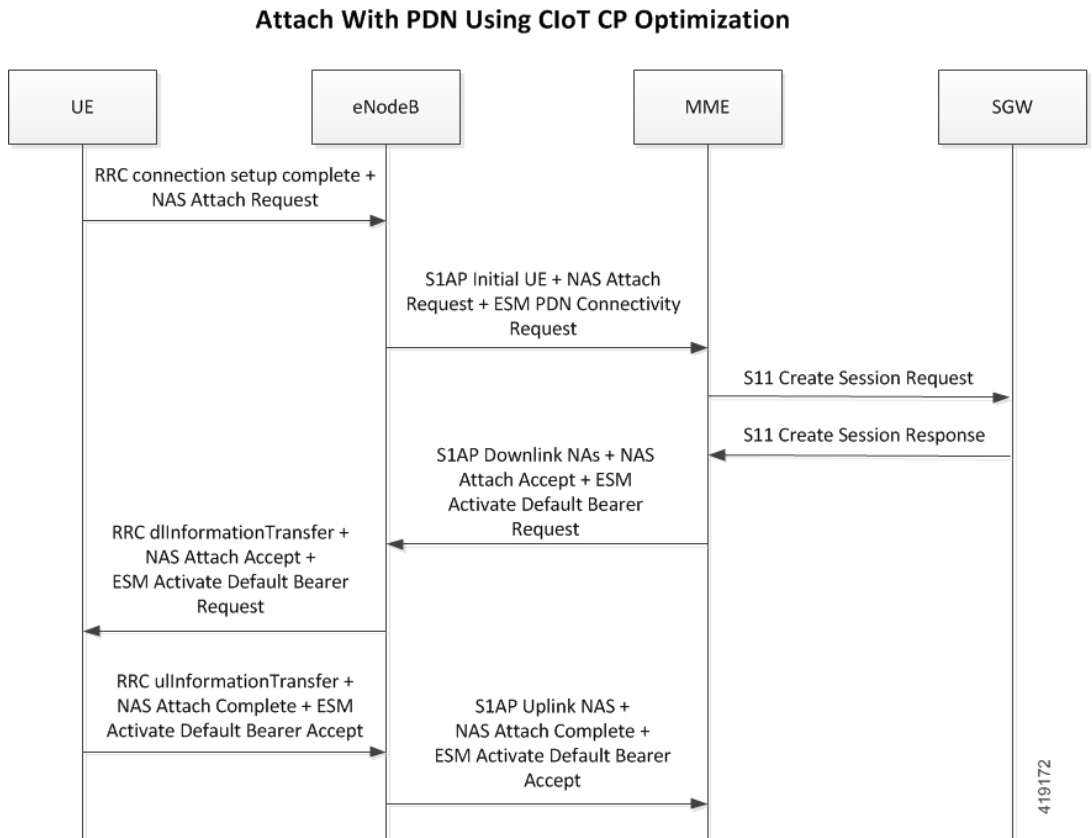 Attach With PDN Using CIoT CP Optimization
UE
eNodeB
MME
SGW
RRC connection setup complete +
NAS Attach Request
S1AP Initial UE + NAS Attach
Request + ESM PDN Connectivity
Request
S11 Create Session Request
S11 Create Session Response
S1AP Downlink NAs + NAS
Attach Accept + ESM
Activate Default Bearer
Request
RRC dlInformationTransfer +
NAS Attach Accept +
ESM Activate Default Bearer
Request
RRC ulInformationTransfer +
NAS Attach Complete + ESM
Activate Default Bearer Accept
S1AP Uplink NAS +
NAS Attach Complete +
ESM Activate Default Bearer
Accept
419172